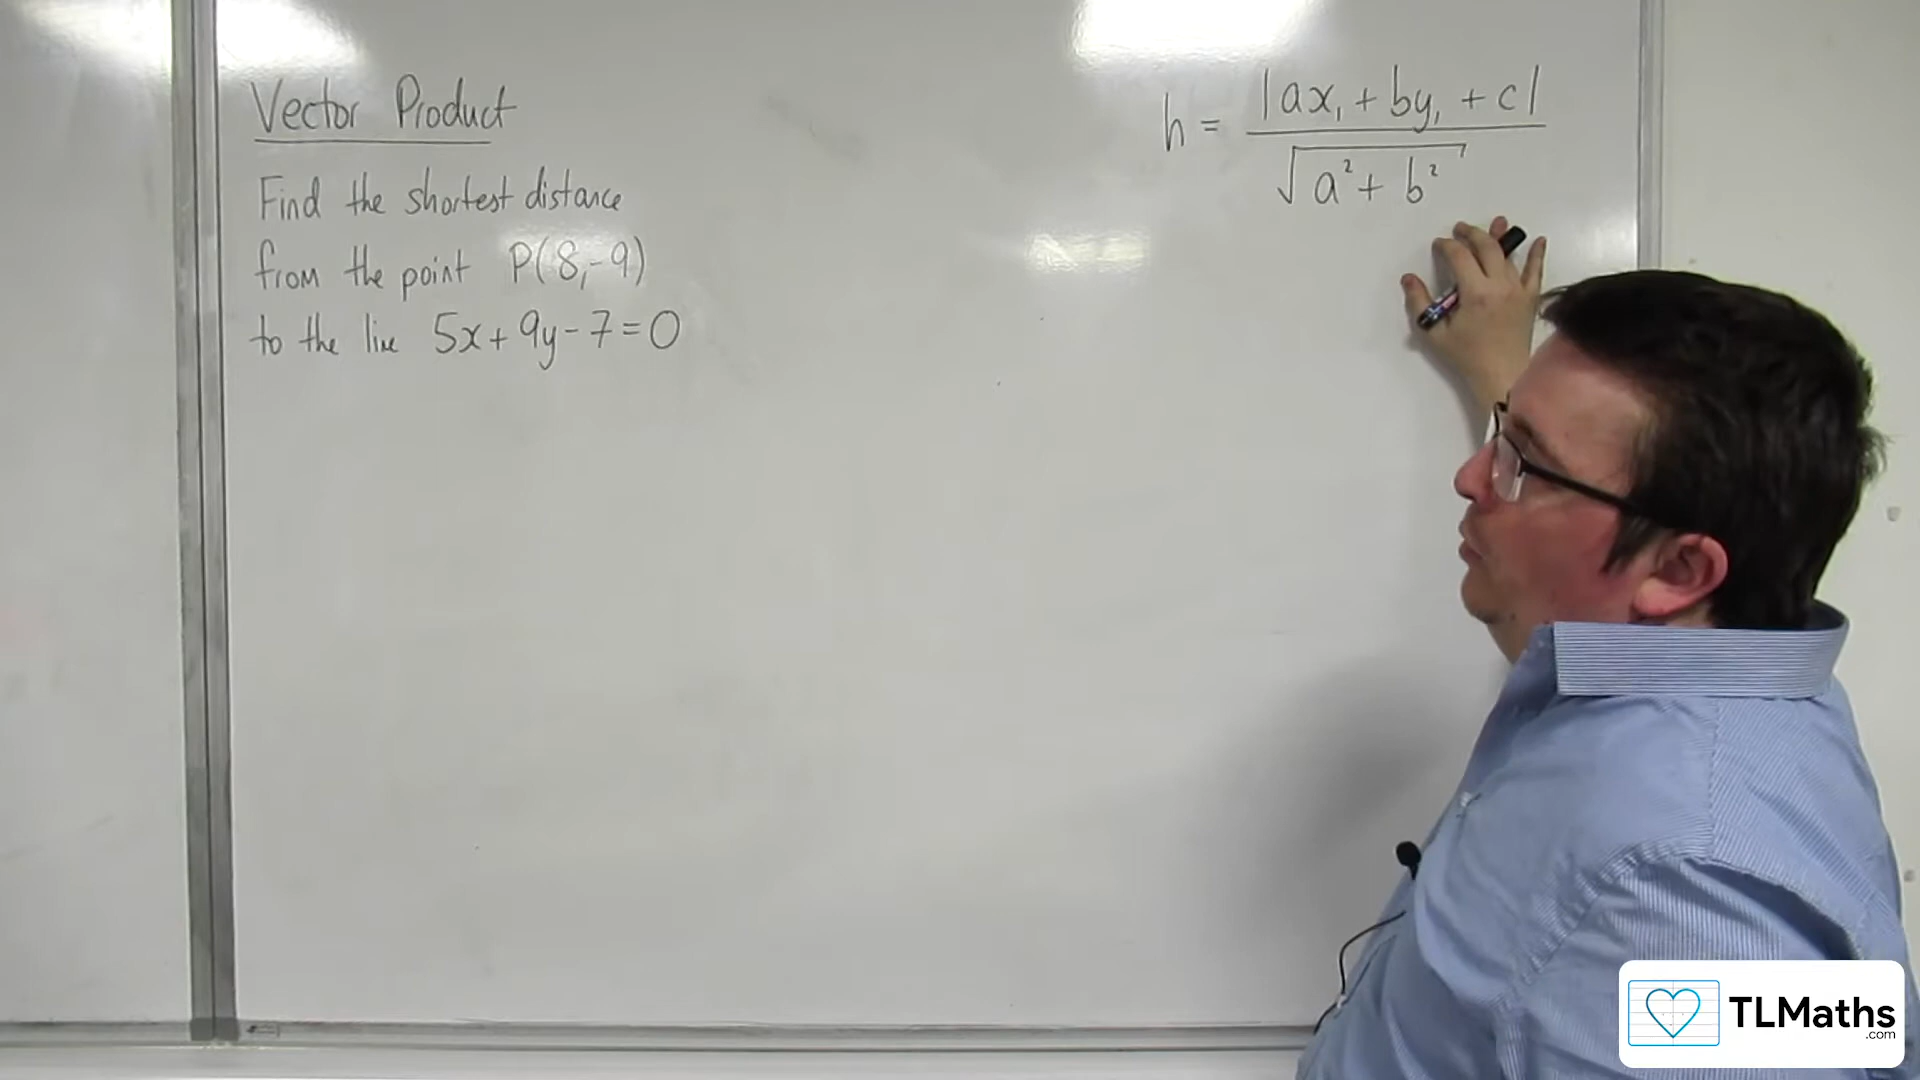 Vector Product
Find the shortest distance
from the point P(8,-9)
to the line 5x+9y-7=0
h = |ax₁ + by₁ + c| / √(a² + b²)
TLMaths
.com